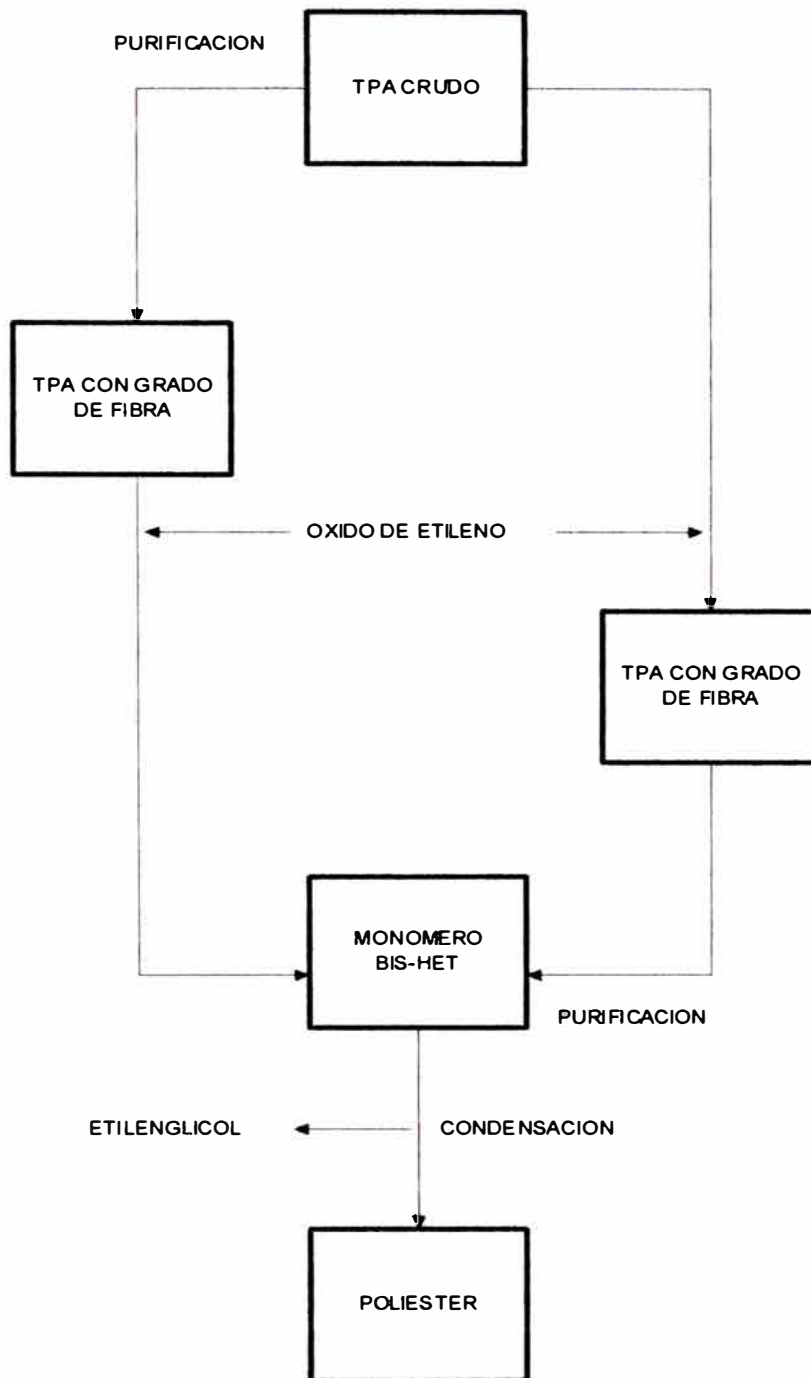 PURIFICACION
TPA CRUDO
TPA CON GRADO
DE FIBRA
OXIDO DE ETILENO
TPA CON GRADO
DE FIBRA
MONOMERO
BIS-HET
PURIFICACION
ETILENGLICOL
CONDENSACION
POLIESTER